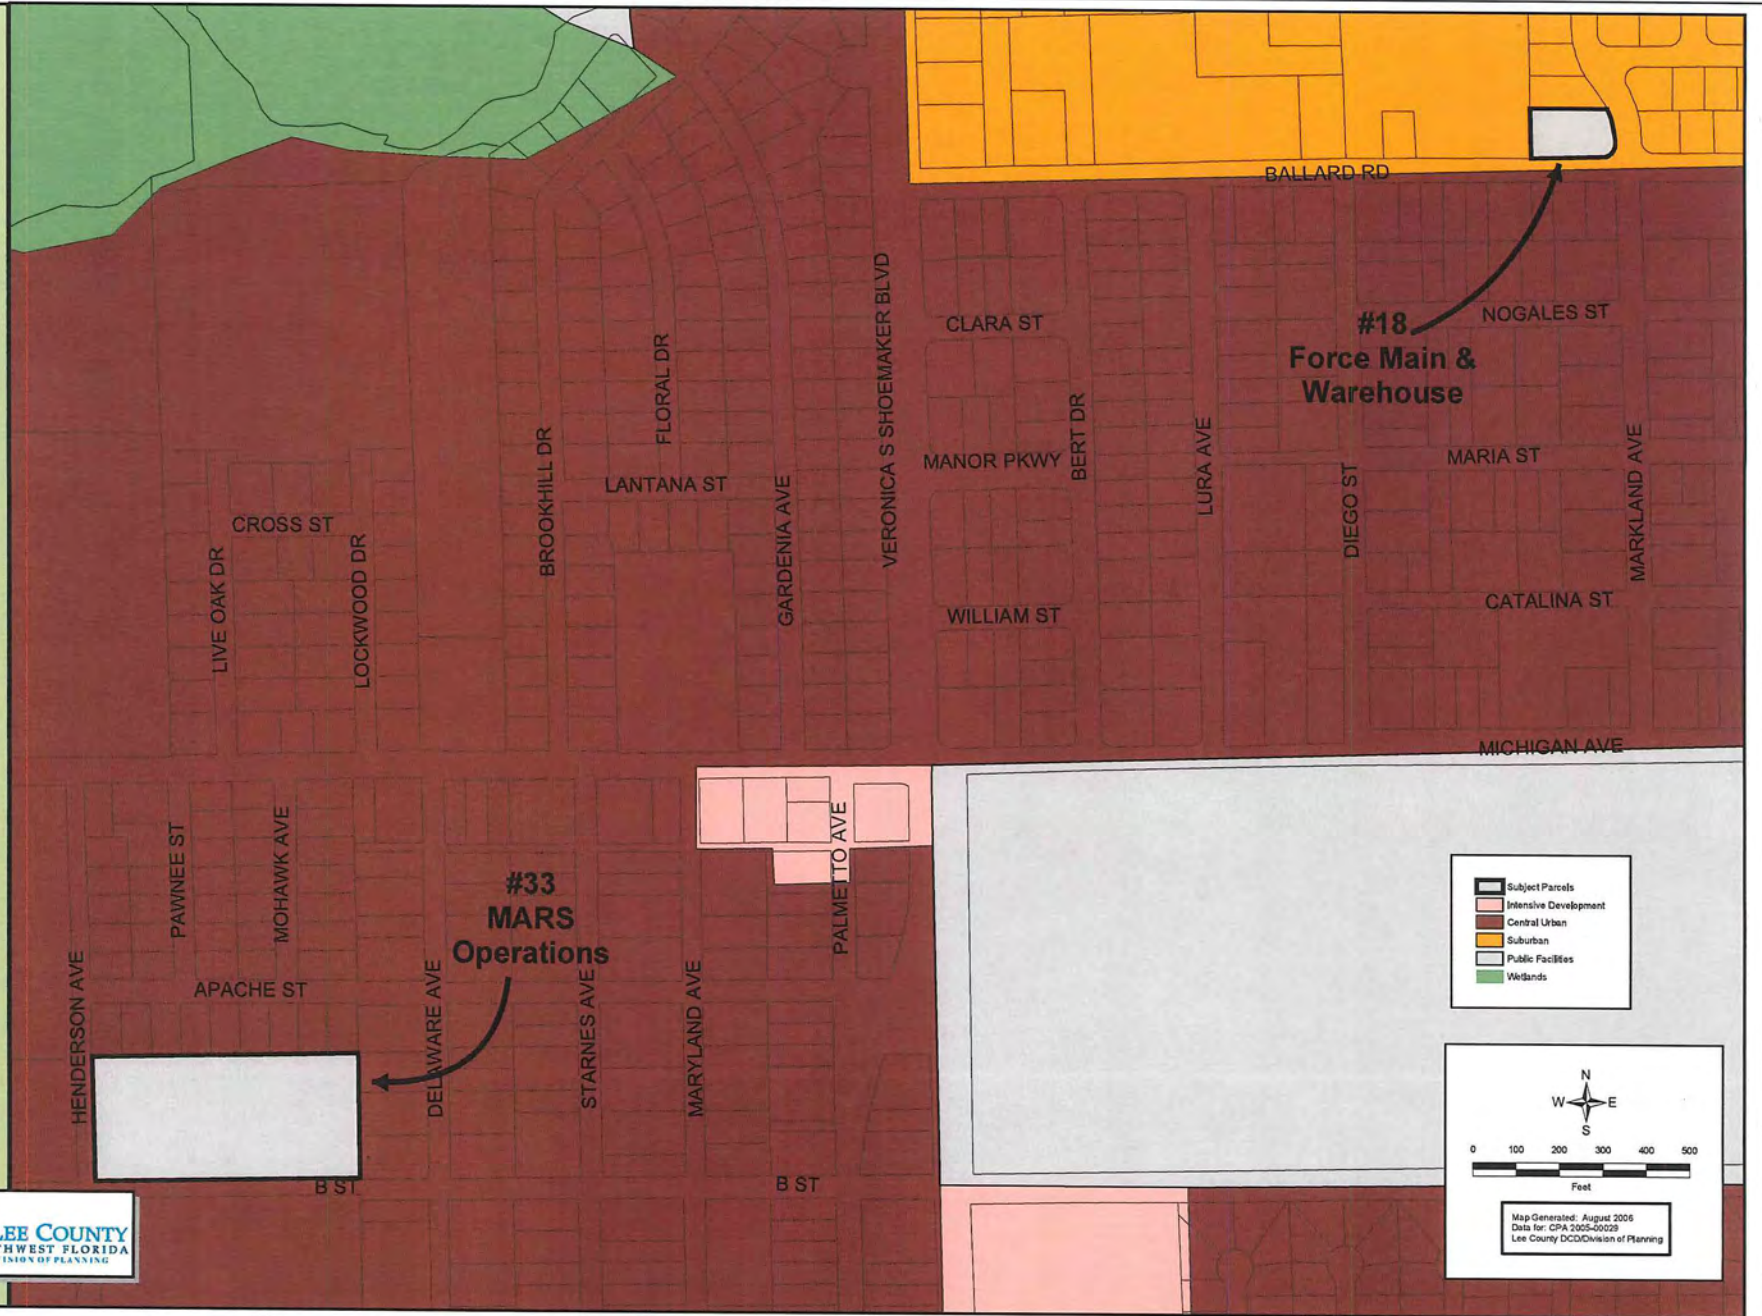 BALLARD RD
#18
Force Main &
Warehouse
NOGALES ST
CLARA ST
VERONICA S SHOEMAKER BLVD
FLORAL DR
BERT DR
MANOR PKWY
LURA AVE
MARIA ST
MARKLAND AVE
BROOKHILL DR
LANTANA ST
GARDENIA AVE
DIEGO ST
CROSS ST
LIVE OAK DR
LOCKWOOD DR
WILLIAM ST
CATALINA ST
MICHIGAN AVE
PAWNEE ST
MOHAWK AVE
PALMETTO AVE
#33
MARS
Operations
HENDERSON AVE
APACHE ST
DELAWARE AVE
STARNES AVE
MARYLAND AVE
B ST
B ST
Subject Parcels
Intensive Development
Central Urban
Suburban
Public Facilities
Wetlands
N
W E
S
0 100 200 300 400 500
Feet
Map Generated: August 2006
Data for: CPA 2005-00029
Lee County DCD/Division of Planning
LEE COUNTY
HWEST FLORIDA
ISION OF PLANNING